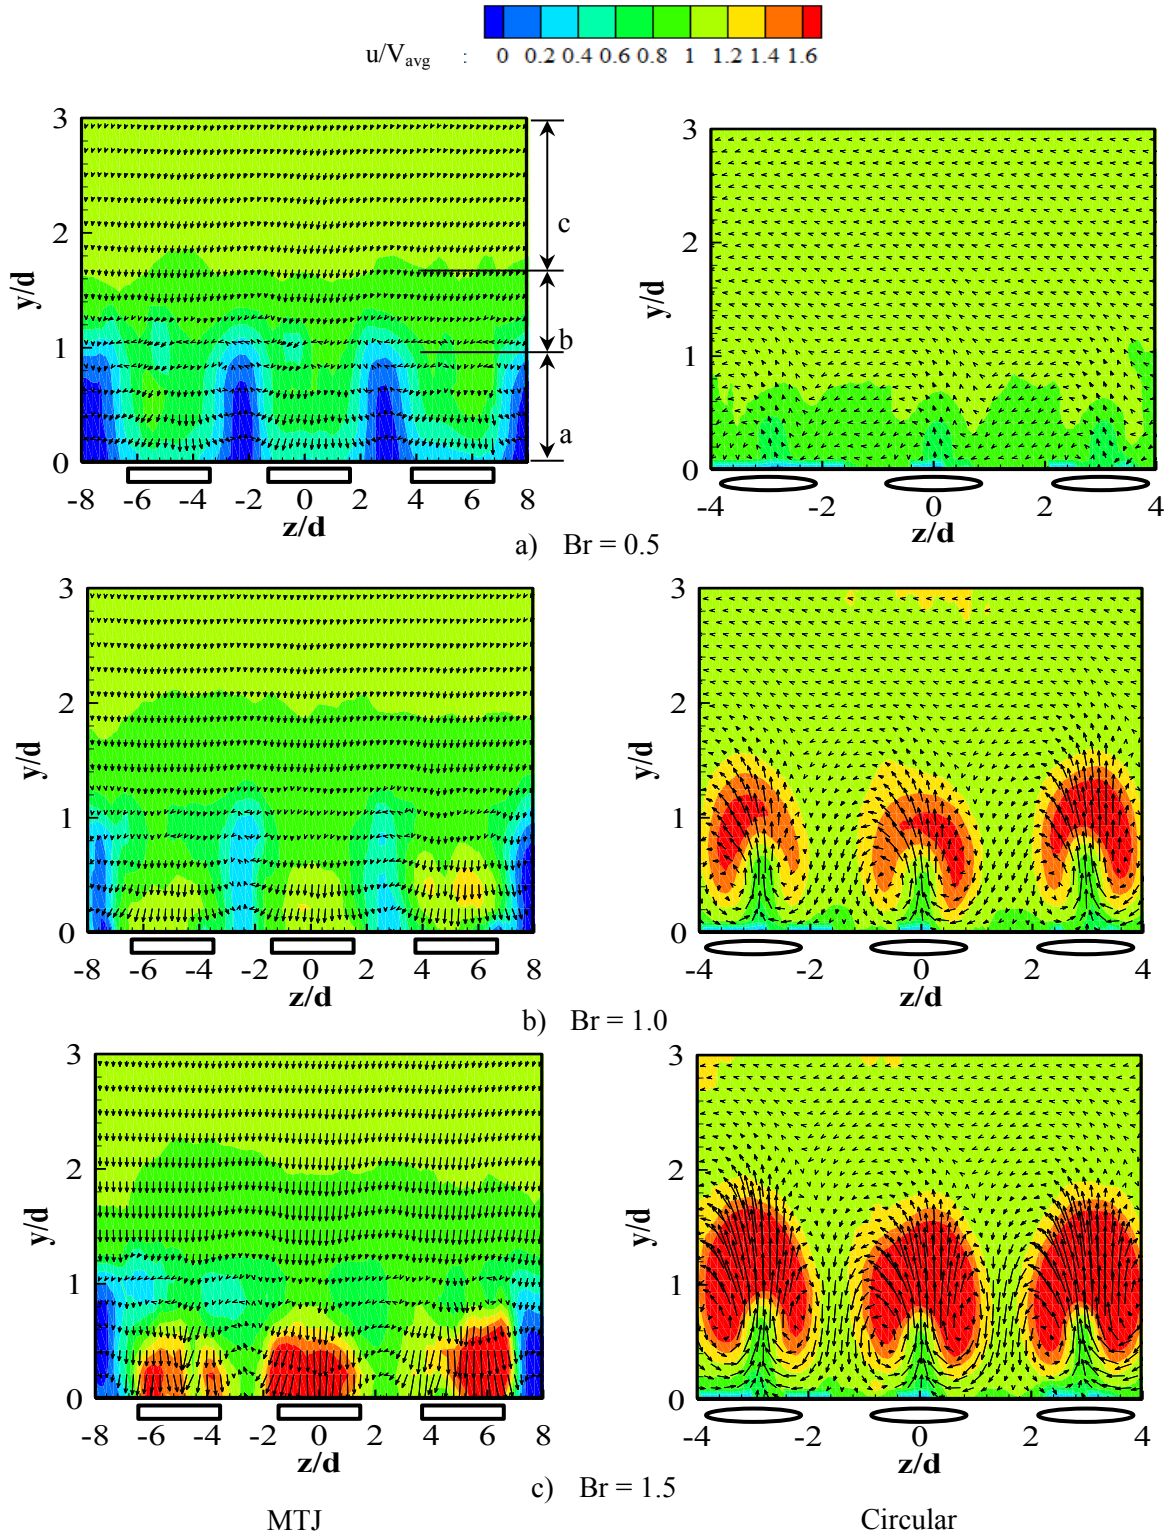 u/Vavg : 0 0.2 0.4 0.6 0.8 1 1.2 1.4 1.6
3
2
1
0
y/d
c
b
a
-8 -6 -4 -2 0 2 4 6 8
z/d
3
2
1
0
y/d
-4 -2 0 2 4
z/d
a) Br = 0.5
3
2
1
0
y/d
-8 -6 -4 -2 0 2 4 6 8
z/d
3
2
1
0
y/d
-4 -2 0 2 4
z/d
b) Br = 1.0
3
2
1
0
y/d
-8 -6 -4 -2 0 2 4 6 8
z/d
3
2
1
0
y/d
-4 -2 0 2 4
z/d
c) Br = 1.5
MTJ
Circular